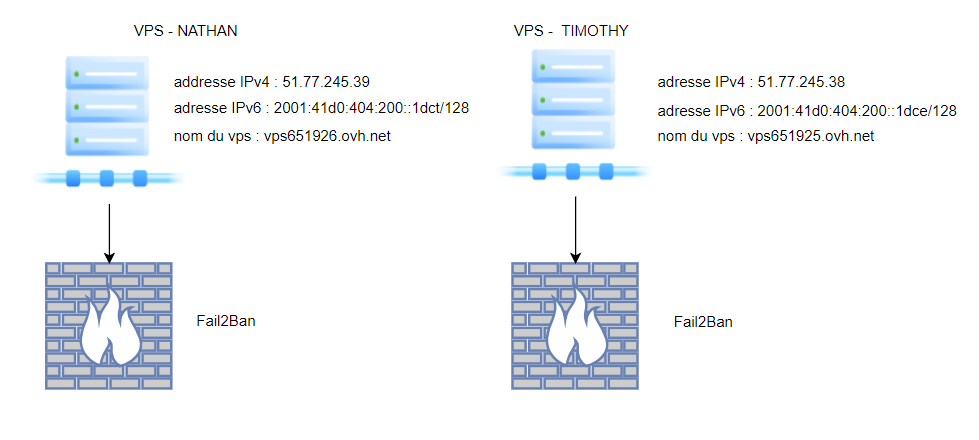 VPS - NATHAN
addresse IPv4 : 51.77.245.39
adresse IPv6 : 2001:41d0:404:200::1dct/128
nom du vps : vps651926.ovh.net
Fail2Ban
VPS - TIMOTHY
adresse IPv4 : 51.77.245.38
adresse IPv6 : 2001:41d0:404:200::1dce/128
nom du vps : vps651925.ovh.net
Fail2Ban